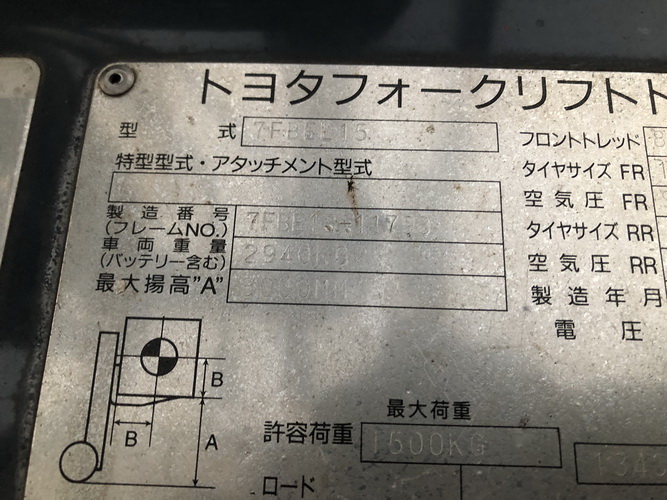 トヨタフォークリフト
型 式
特型型式・アタッチメント型式
製造番号
(フレームNO.)
車両重量 2940KG
(バッテリー含む)
最大揚高"A"
フロントトレッド
タイヤサイズ FR
空気圧 FR
タイヤサイズ RR
空気圧 RR
製造年月
電 圧
B
B
A
最大荷重
許容荷重 1500KG
ロード